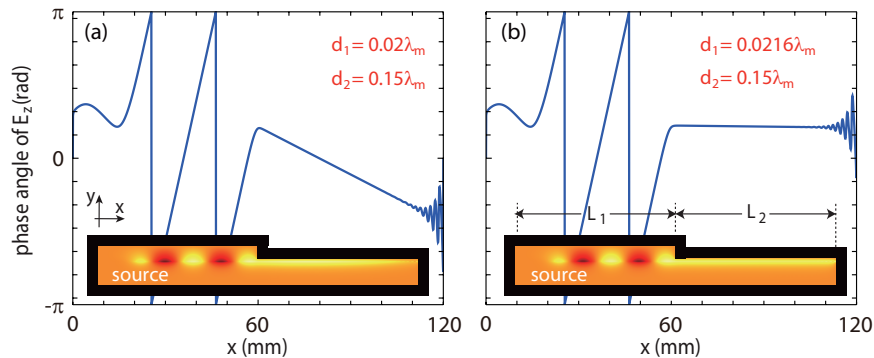 phase angle of E_z(rad)
π
0
-π
(a)
d₁ = 0.02λₘ
d₂ = 0.15λₘ
y
x
source
0
60
120
x (mm)
(b)
d₁ = 0.0216λₘ
d₂ = 0.15λₘ
L₁
L₂
source
0
60
120
x (mm)